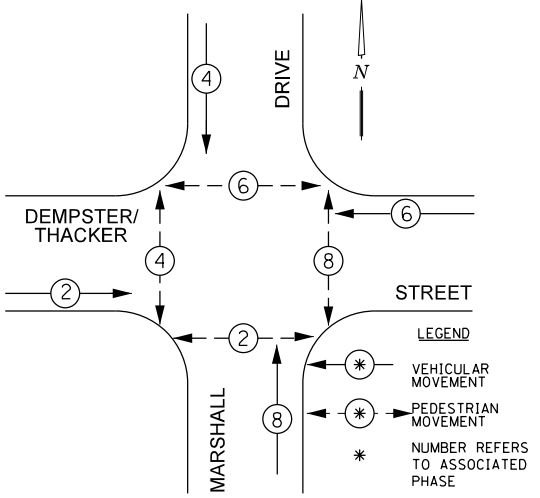 4
DRIVE
N
6
DEMPSTER/
THACKER
6
4
8
2
STREET
2
LEGEND
* VEHICULAR
MOVEMENT
8
MARSHALL
* PEDESTRIAN
MOVEMENT
* NUMBER REFERS
TO ASSOCIATED
PHASE